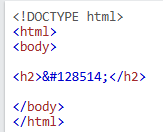 <!DOCTYPE html>
<html>
<body>
<h2>&#128514;</h2>
</body>
</html>